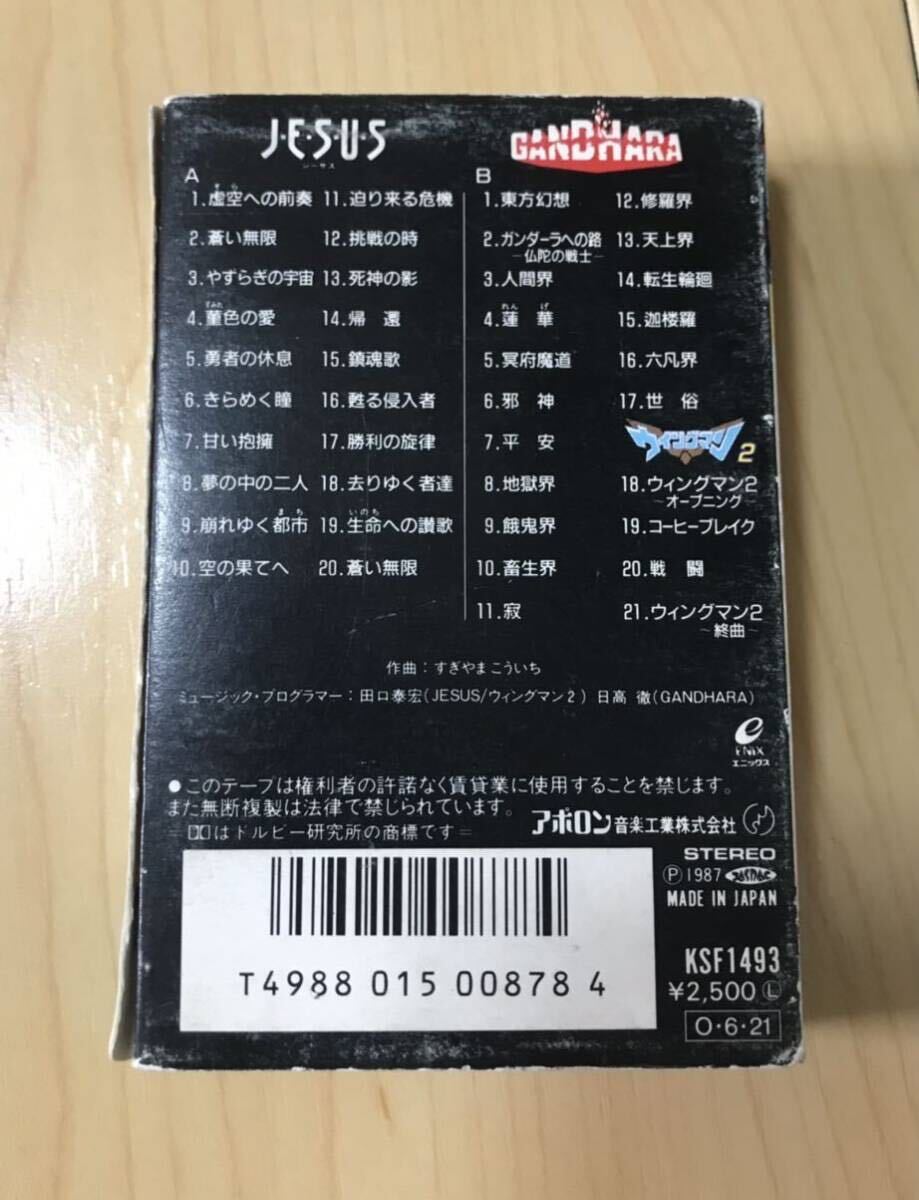 J·E·S·U·S
ジーザス
A
1.虚空への前奏
2.蒼い無限
3.やすらぎの宇宙
4.菫色の愛
5.勇者の休息
6.きらめく瞳
7.甘い抱擁
8.夢の中の二人
9.崩れゆく都市
10.空の果てへ
11.迫り来る危機
12.挑戦の時
13.死神の影
14.帰 還
15.鎮魂歌
16.甦る侵入者
17.勝利の旋律
18.去りゆく者達
19.生命への讃歌
20.蒼い無限
GANDHARA
B
1.東方幻想
2.ガンダーラへの路
—仏陀の戦士—
3.人間界
4.蓮 華
5.冥府魔道
6.邪 神
7.平 安
8.地獄界
9.餓鬼界
10.畜生界
11.寂
12.修羅界
13.天上界
14.転生輪廻
15.迦楼羅
16.六凡界
17.世 俗
ウイングマン2
18.ウィングマン2
~オープニング~
19.コーヒーブレイク
20.戦 闘
21.ウィングマン2
~終曲~
作曲:すぎやまこういち
ミュージック・プログラマー:田口泰宏(JESUS/ウィングマン2) 日高 徹(GANDHARA)
e
ENIX
エニックス
●このテープは権利者の許諾なく賃貸業に使用することを禁じます。
また無断複製は法律で禁じられています。
=はドルビー研究所の商標です=
アポロン音楽工業株式会社
STEREO
Ⓟ1987
MADE IN JAPAN
T4988 015 00878 4
KSF1493
¥2,500 Ⓛ
O·6·21